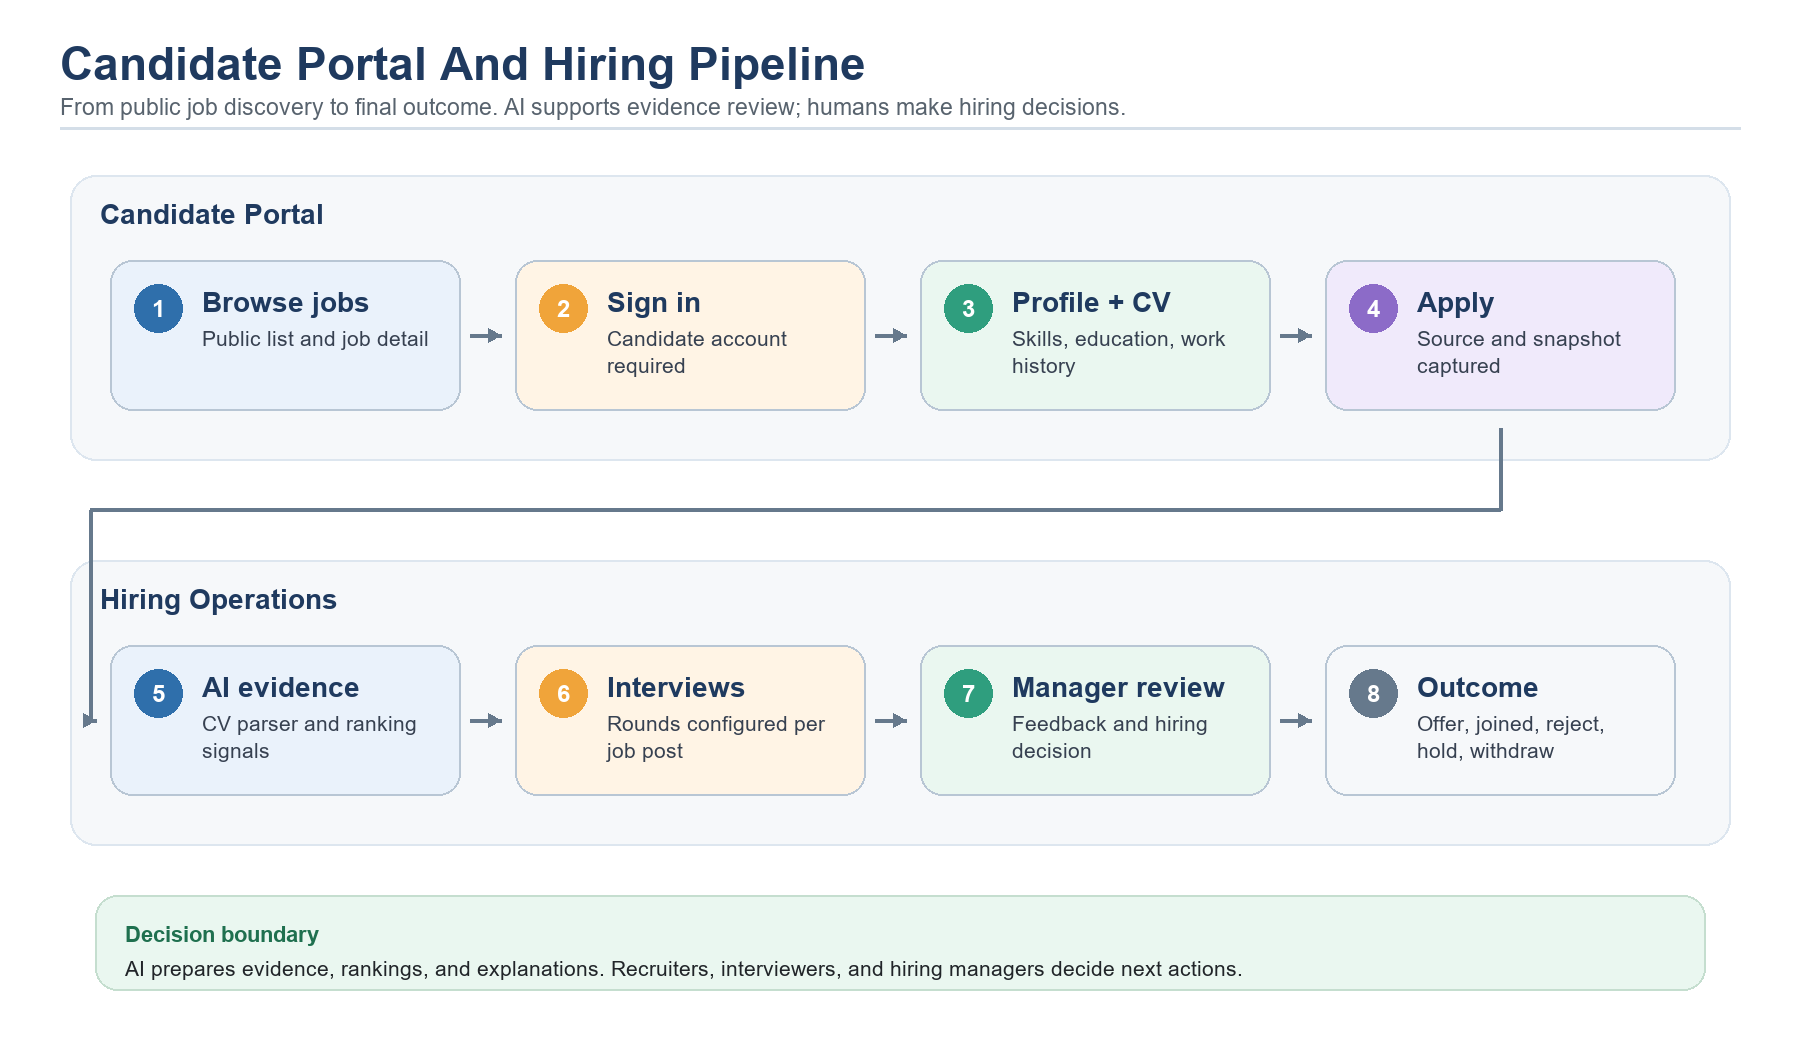 Candidate Portal And Hiring Pipeline
From public job discovery to final outcome. AI supports evidence review; humans make hiring decisions.
Candidate Portal
1
Browse jobs
Public list and job detail
2
Sign in
Candidate account
required
3
Profile + CV
Skills, education, work
history
4
Apply
Source and snapshot
captured
Hiring Operations
5
AI evidence
CV parser and ranking
signals
6
Interviews
Rounds configured per
job post
7
Manager review
Feedback and hiring
decision
8
Outcome
Offer, joined, reject,
hold, withdraw
Decision boundary
AI prepares evidence, rankings, and explanations. Recruiters, interviewers, and hiring managers decide next actions.